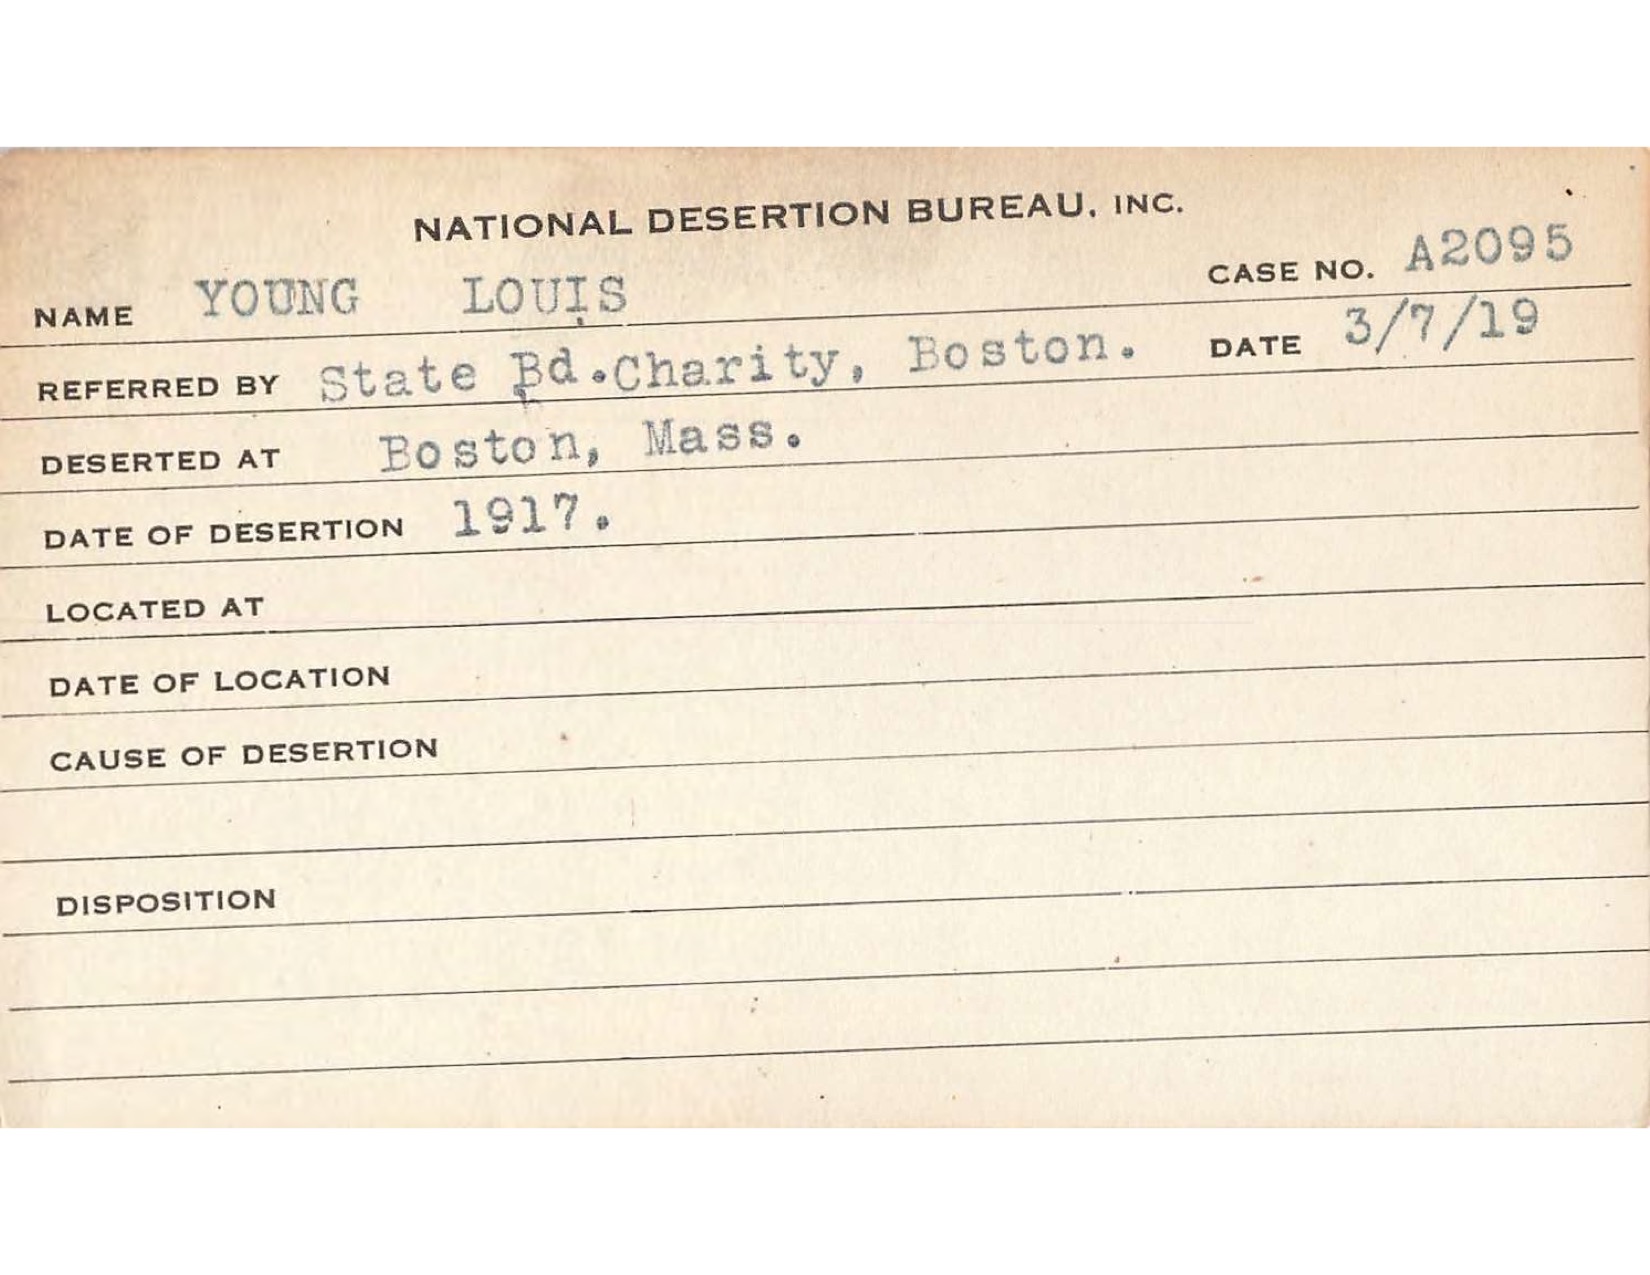 NATIONAL DESERTION BUREAU, INC.
NAME YOUNG LOUIS CASE NO. A2095
REFERRED BY State Bd.Charity, Boston. DATE 3/7/19
DESERTED AT Boston, Mass.
DATE OF DESERTION 1917.
LOCATED AT
DATE OF LOCATION
CAUSE OF DESERTION
DISPOSITION